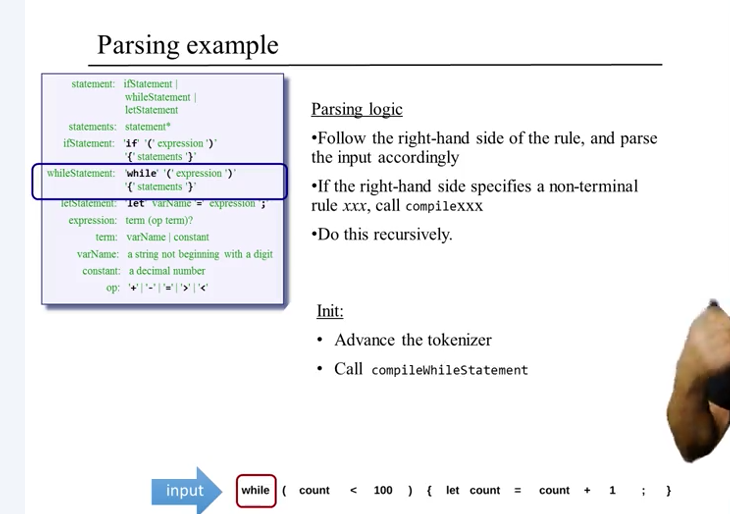 Parsing example
statement: ifStatement |
whileStatement |
letStatement
statements: statement*
ifStatement: 'if' '(' expression ')'
'{' statements '}'
whileStatement: 'while' '(' expression ')'
'{' statements '}'
letStatement: 'let' varName '=' expression ';'
expression: term (op term)?
term: varName | constant
varName: a string not beginning with a digit
constant: a decimal number
op: '+' | '-' | '=' | '>' | '<'
Parsing logic
•Follow the right-hand side of the rule, and parse
the input accordingly
•If the right-hand side specifies a non-terminal
rule xxx, call compilexxx
•Do this recursively.
Init:
• Advance the tokenizer
• Call compileWhileStatement
input while ( count < 100 ) { let count = count + 1 ; }